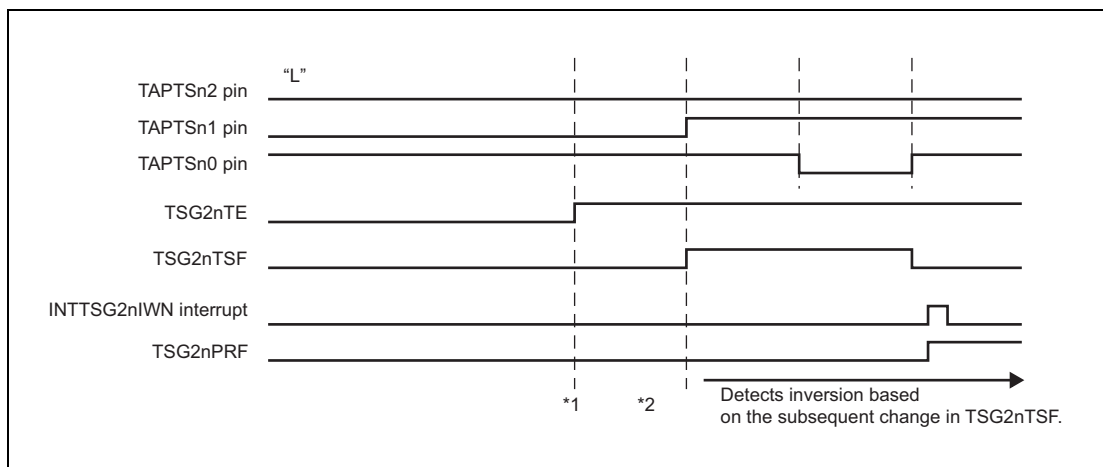 “L”
TAPTSn2 pin
TAPTSn1 pin
TAPTSn0 pin
TSG2nTE
TSG2nTSF
INTTSG2nIWN interrupt
TSG2nPRF
*1 *2
Detects inversion based
on the subsequent change in TSG2nTSF.